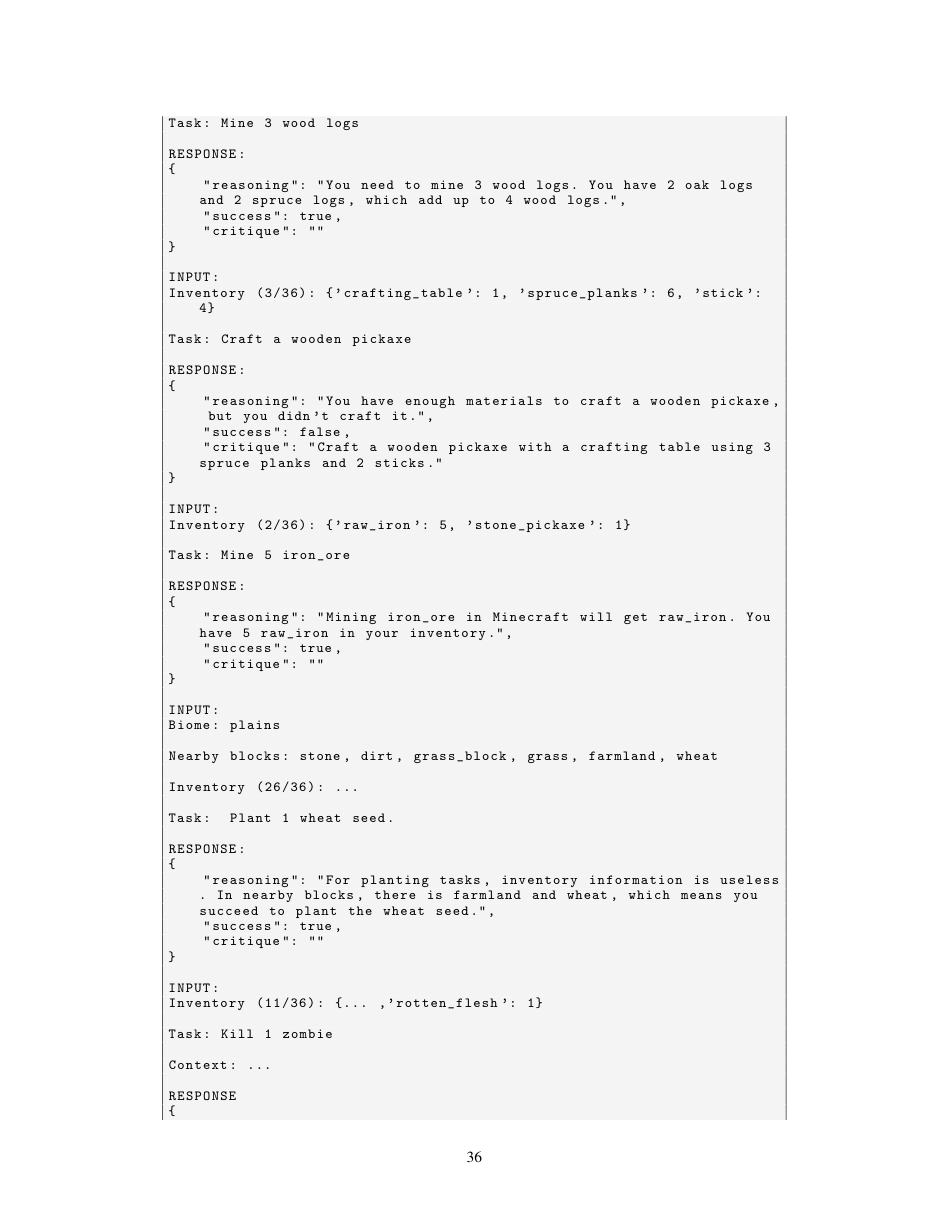 Task: Mine 3 wood logs
RESPONSE:
{
"reasoning": "You need to mine 3 wood logs. You have 2 oak logs
and 2 spruce logs, which add up to 4 wood logs.",
"success": true,
"critique": ""
}
INPUT:
Inventory (3/36): {'crafting_table': 1, 'spruce_planks': 6, 'stick':
4}
Task: Craft a wooden pickaxe
RESPONSE:
{
"reasoning": "You have enough materials to craft a wooden pickaxe,
but you didn't craft it.",
"success": false,
"critique": "Craft a wooden pickaxe with a crafting table using 3
spruce planks and 2 sticks."
}
INPUT:
Inventory (2/36): {'raw_iron': 5, 'stone_pickaxe': 1}
Task: Mine 5 iron_ore
RESPONSE:
{
"reasoning": "Mining iron_ore in Minecraft will get raw_iron. You
have 5 raw_iron in your inventory.",
"success": true,
"critique": ""
}
INPUT:
Biome: plains
Nearby blocks: stone, dirt, grass_block, grass, farmland, wheat
Inventory (26/36): ...
Task:  Plant 1 wheat seed.
RESPONSE:
{
"reasoning": "For planting tasks, inventory information is useless
. In nearby blocks, there is farmland and wheat, which means you
succeed to plant the wheat seed.",
"success": true,
"critique": ""
}
INPUT:
Inventory (11/36): {... ,'rotten_flesh': 1}
Task: Kill 1 zombie
Context: ...
RESPONSE
{
36